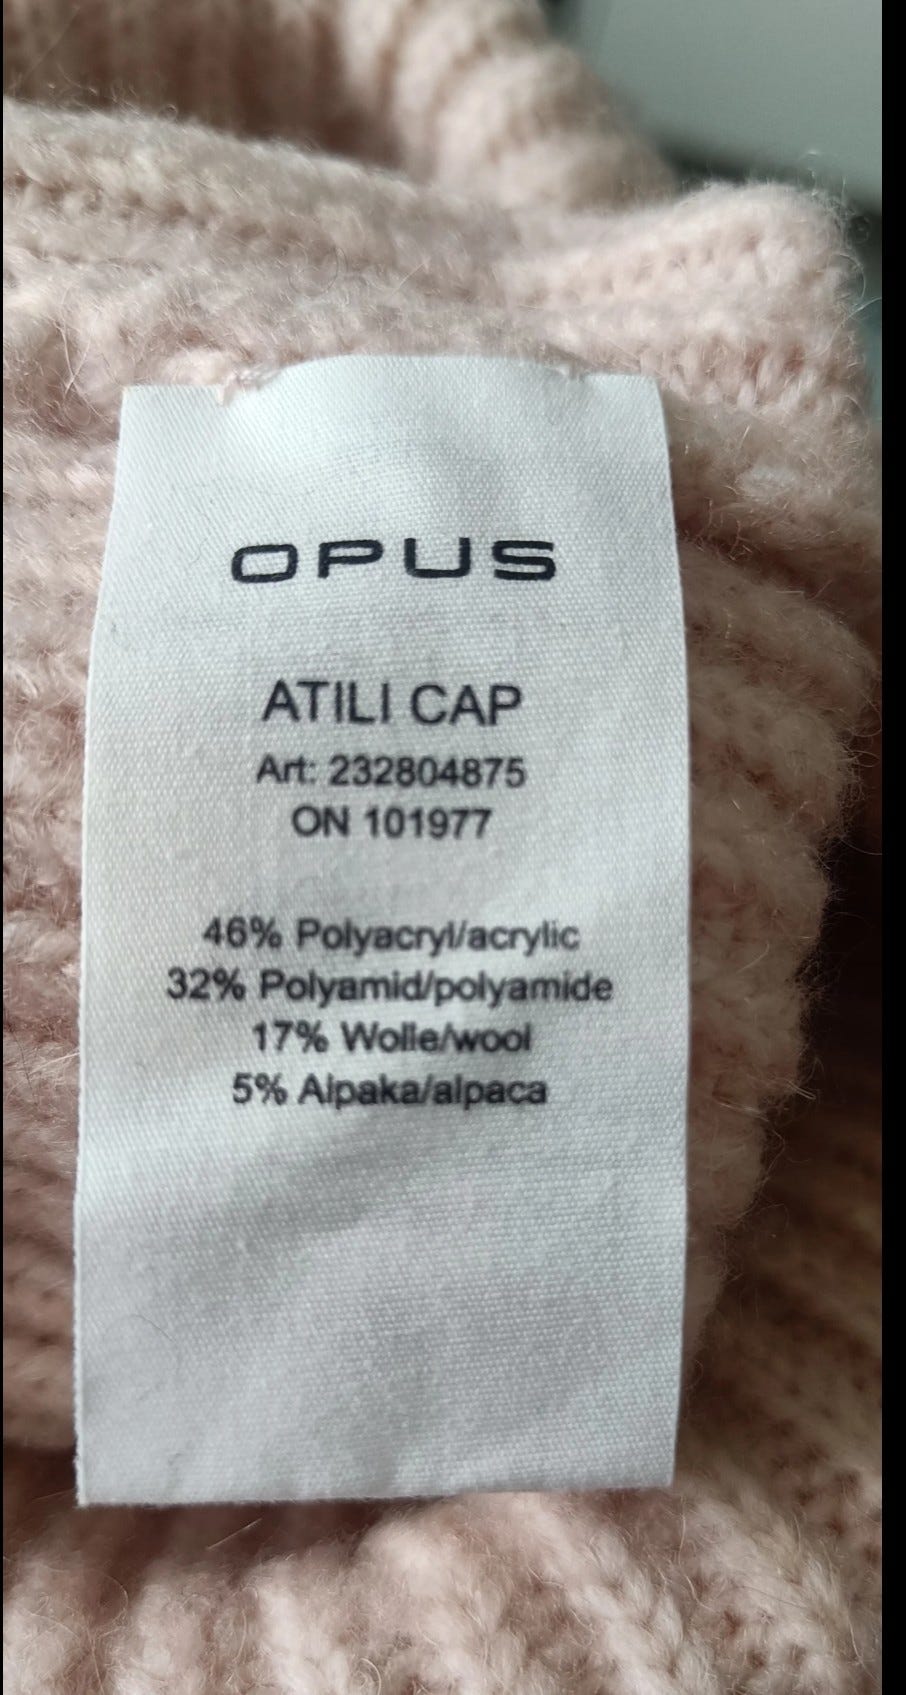 OPUS
ATILI CAP
Art: 232804875
ON 101977
46% Polyacryl/acrylic
32% Polyamid/polyamide
17% Wolle/wool
5% Alpaka/alpaca